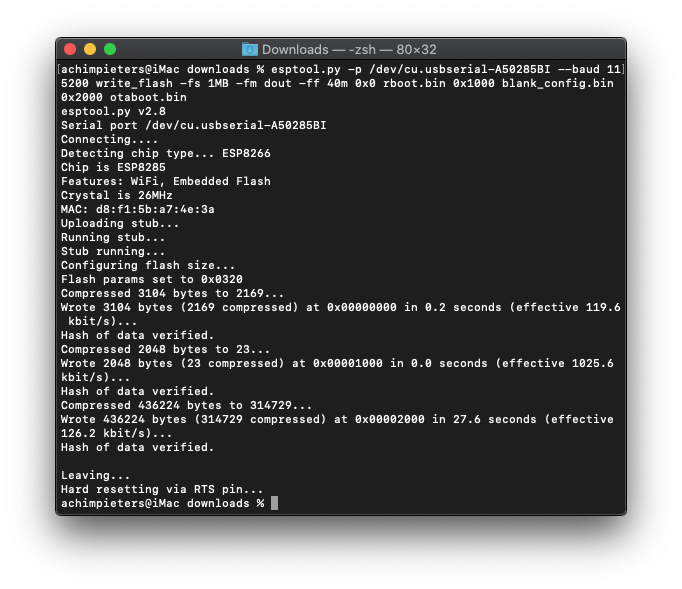 Downloads — -zsh — 80×32
[achimpieters@iMac downloads % esptool.py -p /dev/cu.usbserial-A50285BI --baud 11]
5200 write_flash -fs 1MB -fm dout -ff 40m 0x0 rboot.bin 0x1000 blank_config.bin
0x2000 otaboot.bin
esptool.py v2.8
Serial port /dev/cu.usbserial-A50285BI
Connecting....
Detecting chip type... ESP8266
Chip is ESP8285
Features: WiFi, Embedded Flash
Crystal is 26MHz
MAC: d8:f1:5b:a7:4e:3a
Uploading stub...
Running stub...
Stub running...
Configuring flash size...
Flash params set to 0x0320
Compressed 3104 bytes to 2169...
Wrote 3104 bytes (2169 compressed) at 0x00000000 in 0.2 seconds (effective 119.6
kbit/s)...
Hash of data verified.
Compressed 2048 bytes to 23...
Wrote 2048 bytes (23 compressed) at 0x00001000 in 0.0 seconds (effective 1025.6
kbit/s)...
Hash of data verified.
Compressed 436224 bytes to 314729...
Wrote 436224 bytes (314729 compressed) at 0x00002000 in 27.6 seconds (effective
126.2 kbit/s)...
Hash of data verified.
Leaving...
Hard resetting via RTS pin...
achimpieters@iMac downloads %